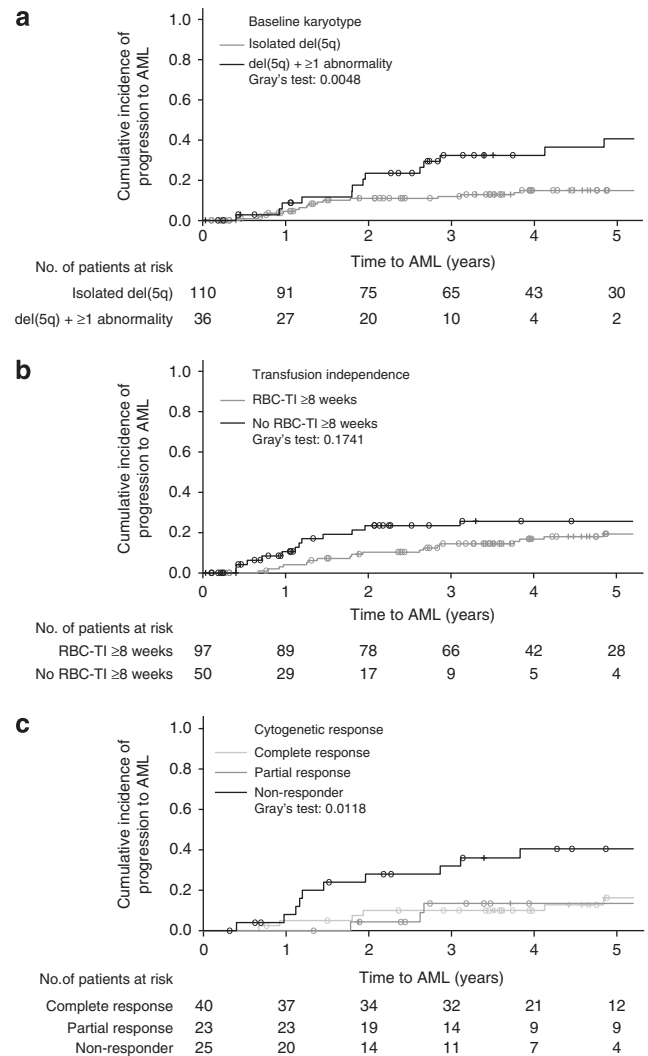 a
Cumulative incidence of
progression to AML
1.0
0.8
0.6
0.4
0.2
0.0
Baseline karyotype
Isolated del(5q)
del(5q) + ≥1 abnormality
Gray's test: 0.0048
0 1 2 3 4 5
Time to AML (years)
No. of patients at risk
Isolated del(5q) 110 91 75 65 43 30
del(5q) + ≥1 abnormality 36 27 20 10 4 2
b
Cumulative incidence of
progression to AML
1.0
0.8
0.6
0.4
0.2
0.0
Transfusion independence
RBC-TI ≥8 weeks
No RBC-TI ≥8 weeks
Gray's test: 0.1741
0 1 2 3 4 5
Time to AML (years)
No. of patients at risk
RBC-TI ≥8 weeks 97 89 78 66 42 28
No RBC-TI ≥8 weeks 50 29 17 9 5 4
c
Cumulative incidence of
progression to AML
1.0
0.8
0.6
0.4
0.2
0.0
Cytogenetic response
Complete response
Partial response
Non-responder
Gray's test: 0.0118
0 1 2 3 4 5
Time to AML (years)
No.of patients at risk
Complete response 40 37 34 32 21 12
Partial response 23 23 19 14 9 9
Non-responder 25 20 14 11 7 4